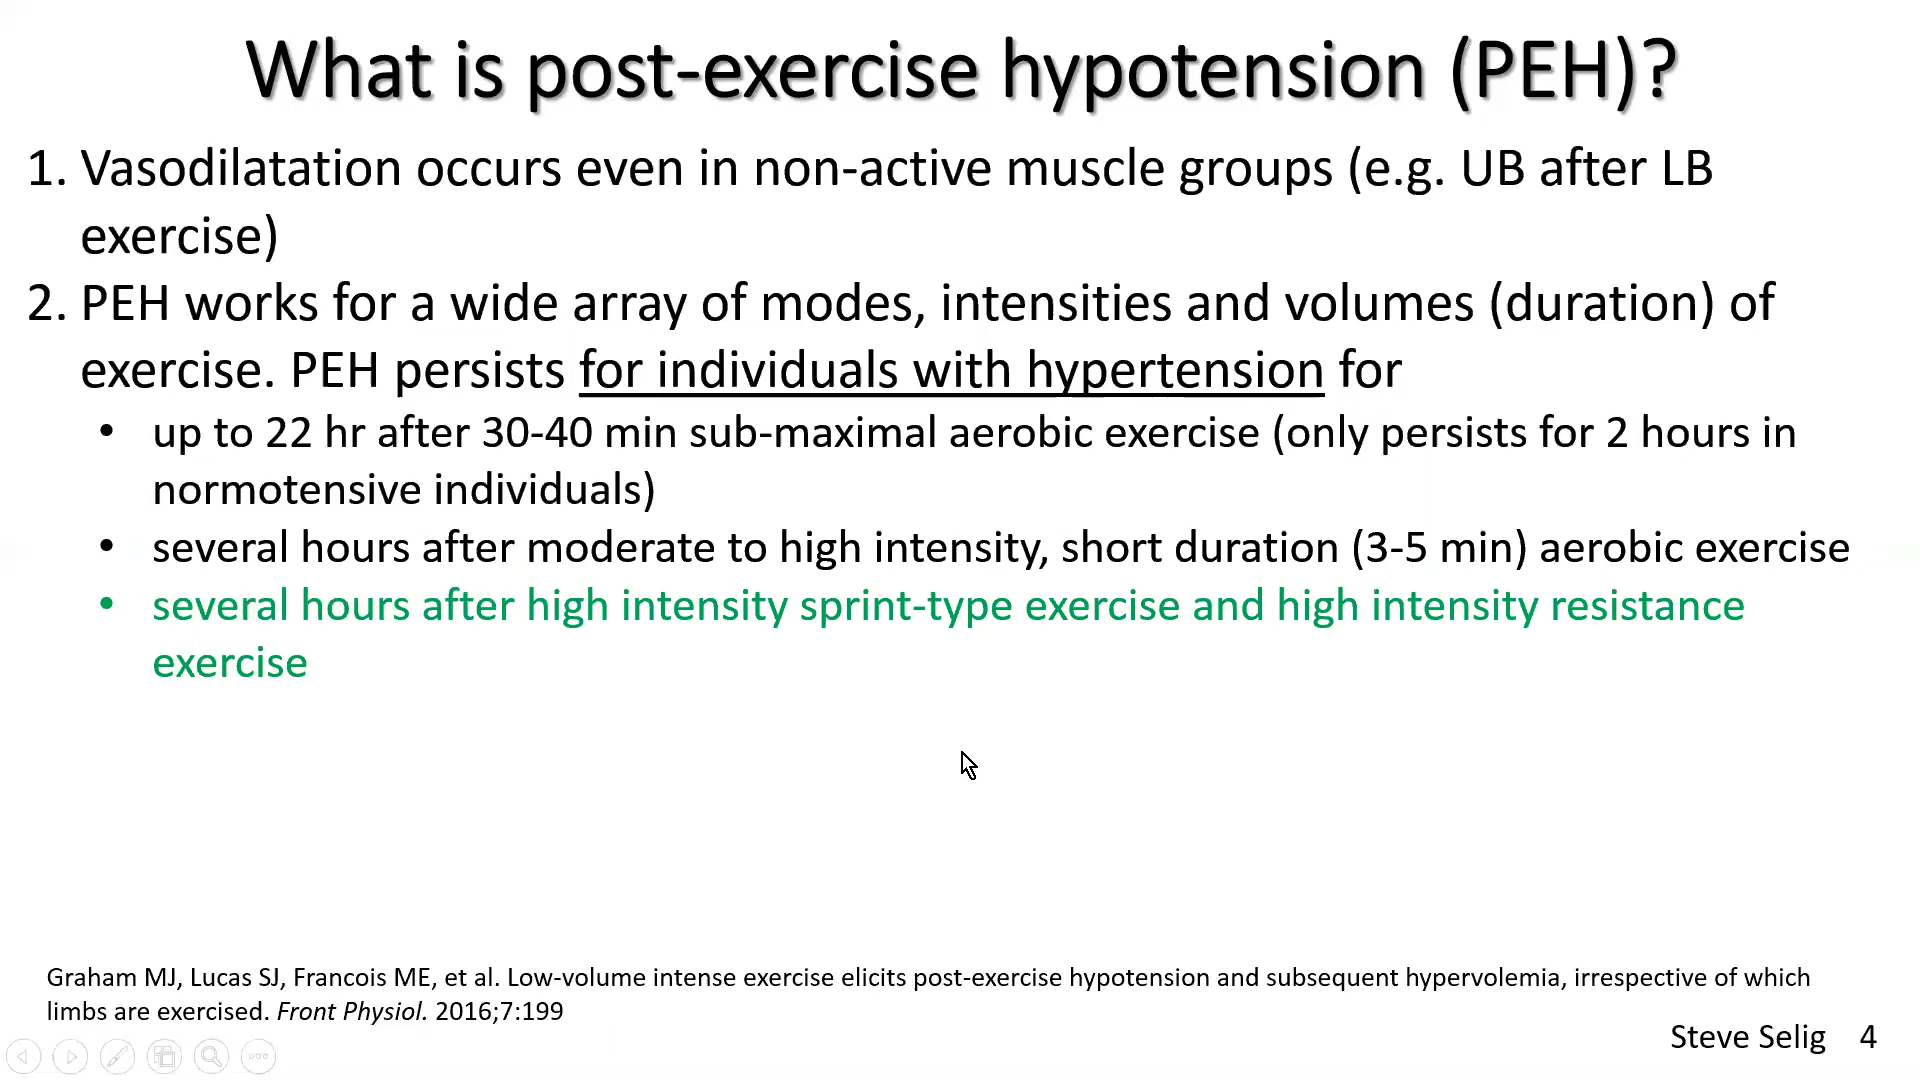 What is post-exercise hypotension (PEH)?
1. Vasodilatation occurs even in non-active muscle groups (e.g. UB after LB
exercise)
2. PEH works for a wide array of modes, intensities and volumes (duration) of
exercise. PEH persists for individuals with hypertension for
• up to 22 hr after 30-40 min sub-maximal aerobic exercise (only persists for 2 hours in
normotensive individuals)
• several hours after moderate to high intensity, short duration (3-5 min) aerobic exercise
• several hours after high intensity sprint-type exercise and high intensity resistance
exercise
Graham MJ, Lucas SJ, Francois ME, et al. Low-volume intense exercise elicits post-exercise hypotension and subsequent hypervolemia, irrespective of which
limbs are exercised. Front Physiol. 2016;7:199
Steve Selig 4